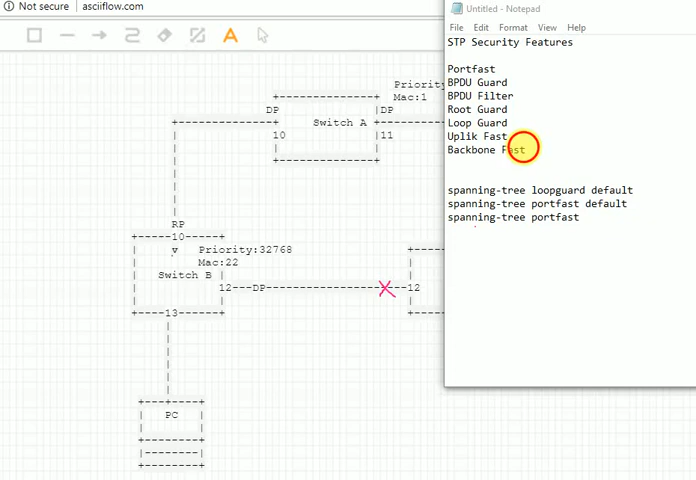 Not secure | asciiflow.com
Untitled - Notepad
File Edit Format View Help
STP Security Features
Portfast
BPDU Guard
BPDU Filter
Root Guard
Loop Guard
Uplik Fast
Backbone Fast
spanning-tree loopguard default
spanning-tree portfast default
spanning-tree portfast
Priority
Mac:1
DP
DP
Switch A
10
11
RP
10
v
Priority:32768
Mac:22
Switch B
12
DP
12
13
PC